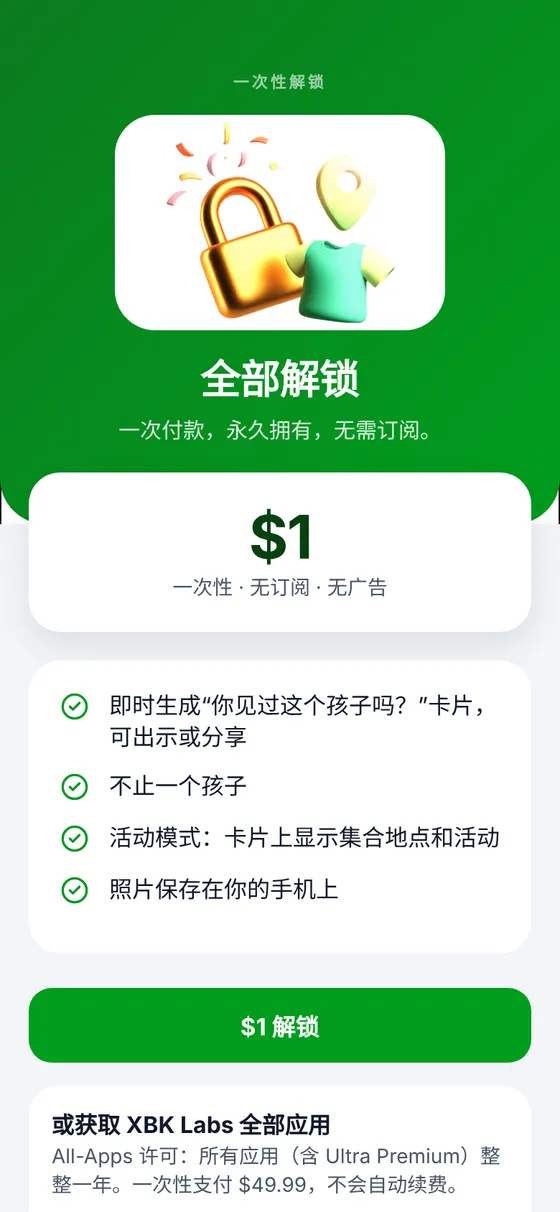 一次性解锁
全部解锁
一次付款，永久拥有，无需订阅。
$1
一次性 · 无订阅 · 无广告
即时生成“你见过这个孩子吗？”卡片，
可出示或分享
不止一个孩子
活动模式：卡片上显示集合地点和活动
照片保存在你的手机上
$1 解锁
或获取 XBK Labs 全部应用
All-Apps 许可：所有应用（含 Ultra Premium）整
整一年。一次性支付 $49.99，不会自动续费。